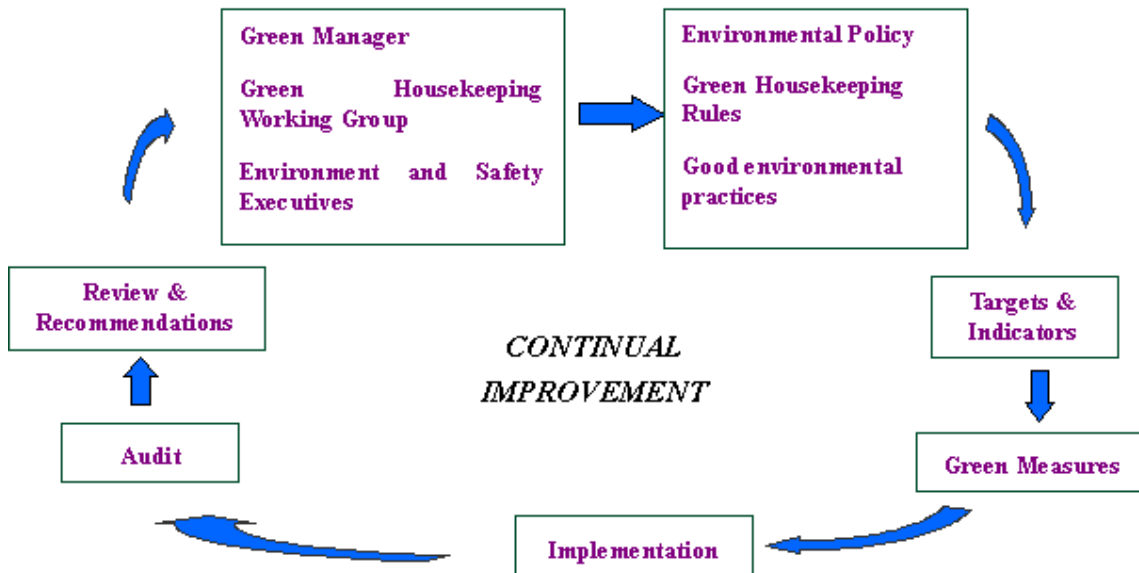 Green Manager
Green Housekeeping
Working Group
Environment and Safety
Executives
Environmental Policy
Green Housekeeping
Rules
Good environmental
practices
Targets &
Indicators
Green Measures
Implementation
Audit
Review &
Recommendations
CONTINUAL
IMPROVEMENT